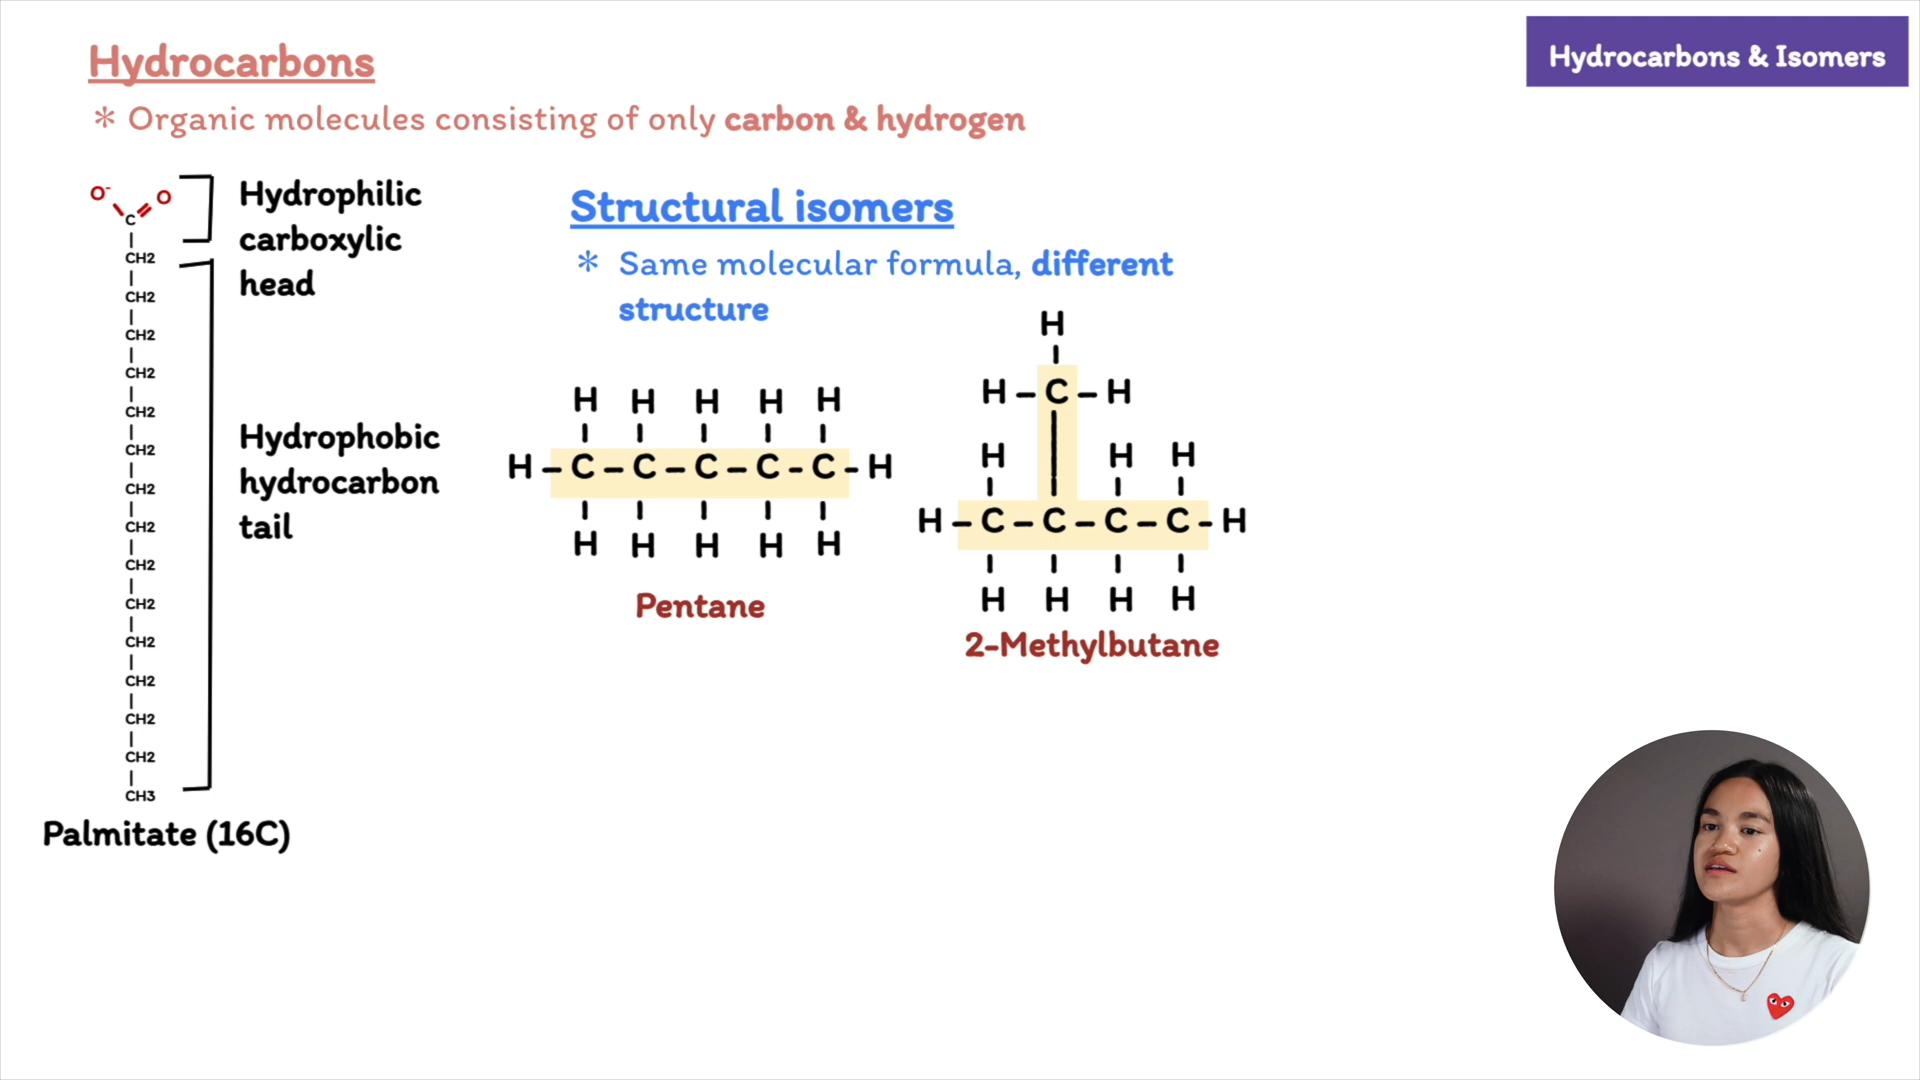 Hydrocarbons & Isomers
Hydrocarbons
* Organic molecules consisting of only carbon & hydrogen
O- O
C
CH2
CH2
CH2
CH2
CH2
CH2
CH2
CH2
CH2
CH2
CH2
CH2
CH2
CH2
CH3
Hydrophilic
carboxylic
head
Hydrophobic
hydrocarbon
tail
Palmitate (16C)
Structural isomers
* Same molecular formula, different
structure
H H H H H
H-C-C-C-C-C-H
H H H H H
Pentane
H
H-C-H
H H H
H-C-C-C-C-H
H H H H
2-Methylbutane